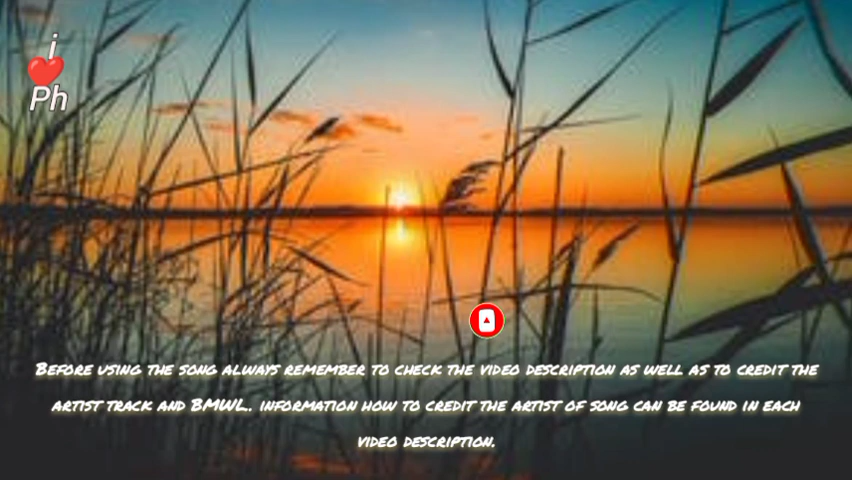 i
❤️
Ph
Before using the song always remember to check the video description as well as to credit the
artist track and BMWL.. information how to credit the artist of song can be found in each
video description.